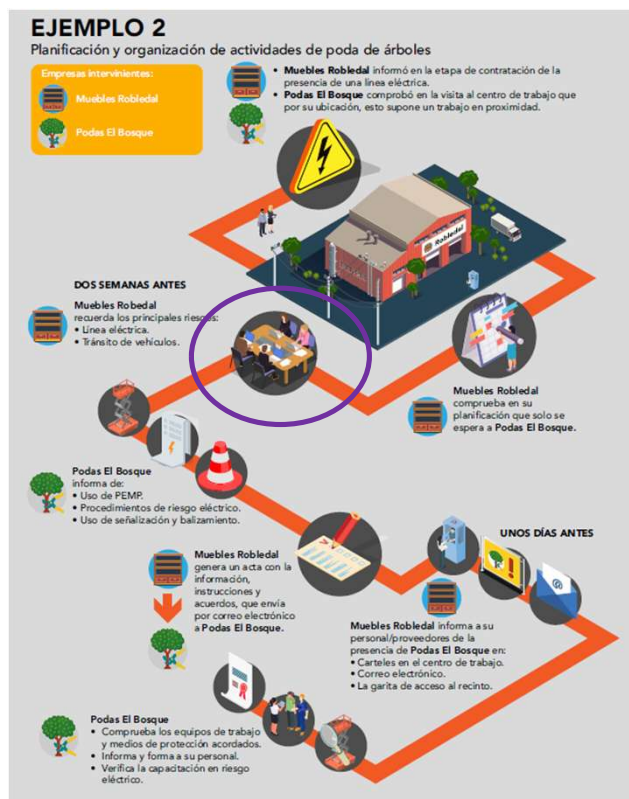 EJEMPLO 2
Planificación y organización de actividades de poda de árboles
Empresas intervinientes:
Muebles Robledal
Podas El Bosque
• Muebles Robledal informó en la etapa de contratación de la
presencia de una línea eléctrica.
• Podas El Bosque comprobó en la visita al centro de trabajo que
por su ubicación, esto supone un trabajo en proximidad.
Robledal
DOS SEMANAS ANTES
Muebles Robedal
recuerda los principales riesgos:
• Línea eléctrica.
• Tránsito de vehículos.
Muebles Robledal
comprueba en su
planificación que solo se
espera a Podas El Bosque.
Podas El Bosque
informa de:
• Uso de PEMP.
• Procedimientos de riesgo eléctrico.
• Uso de señalización y balizamiento.
UNOS DÍAS ANTES
Muebles Robledal
genera un acta con la
información,
instrucciones y
acuerdos, que envía
por correo electrónico
a Podas El Bosque.
Muebles Robledal informa a su
personal/proveedores de la
presencia de Podas El Bosque en:
• Carteles en el centro de trabajo.
• Correo electrónico.
• La garita de acceso al recinto.
Podas El Bosque
• Comprueba los equipos de trabajo
y medios de protección acordados.
• Informa y forma a su personal.
• Verifica la capacitación en riesgo
eléctrico.